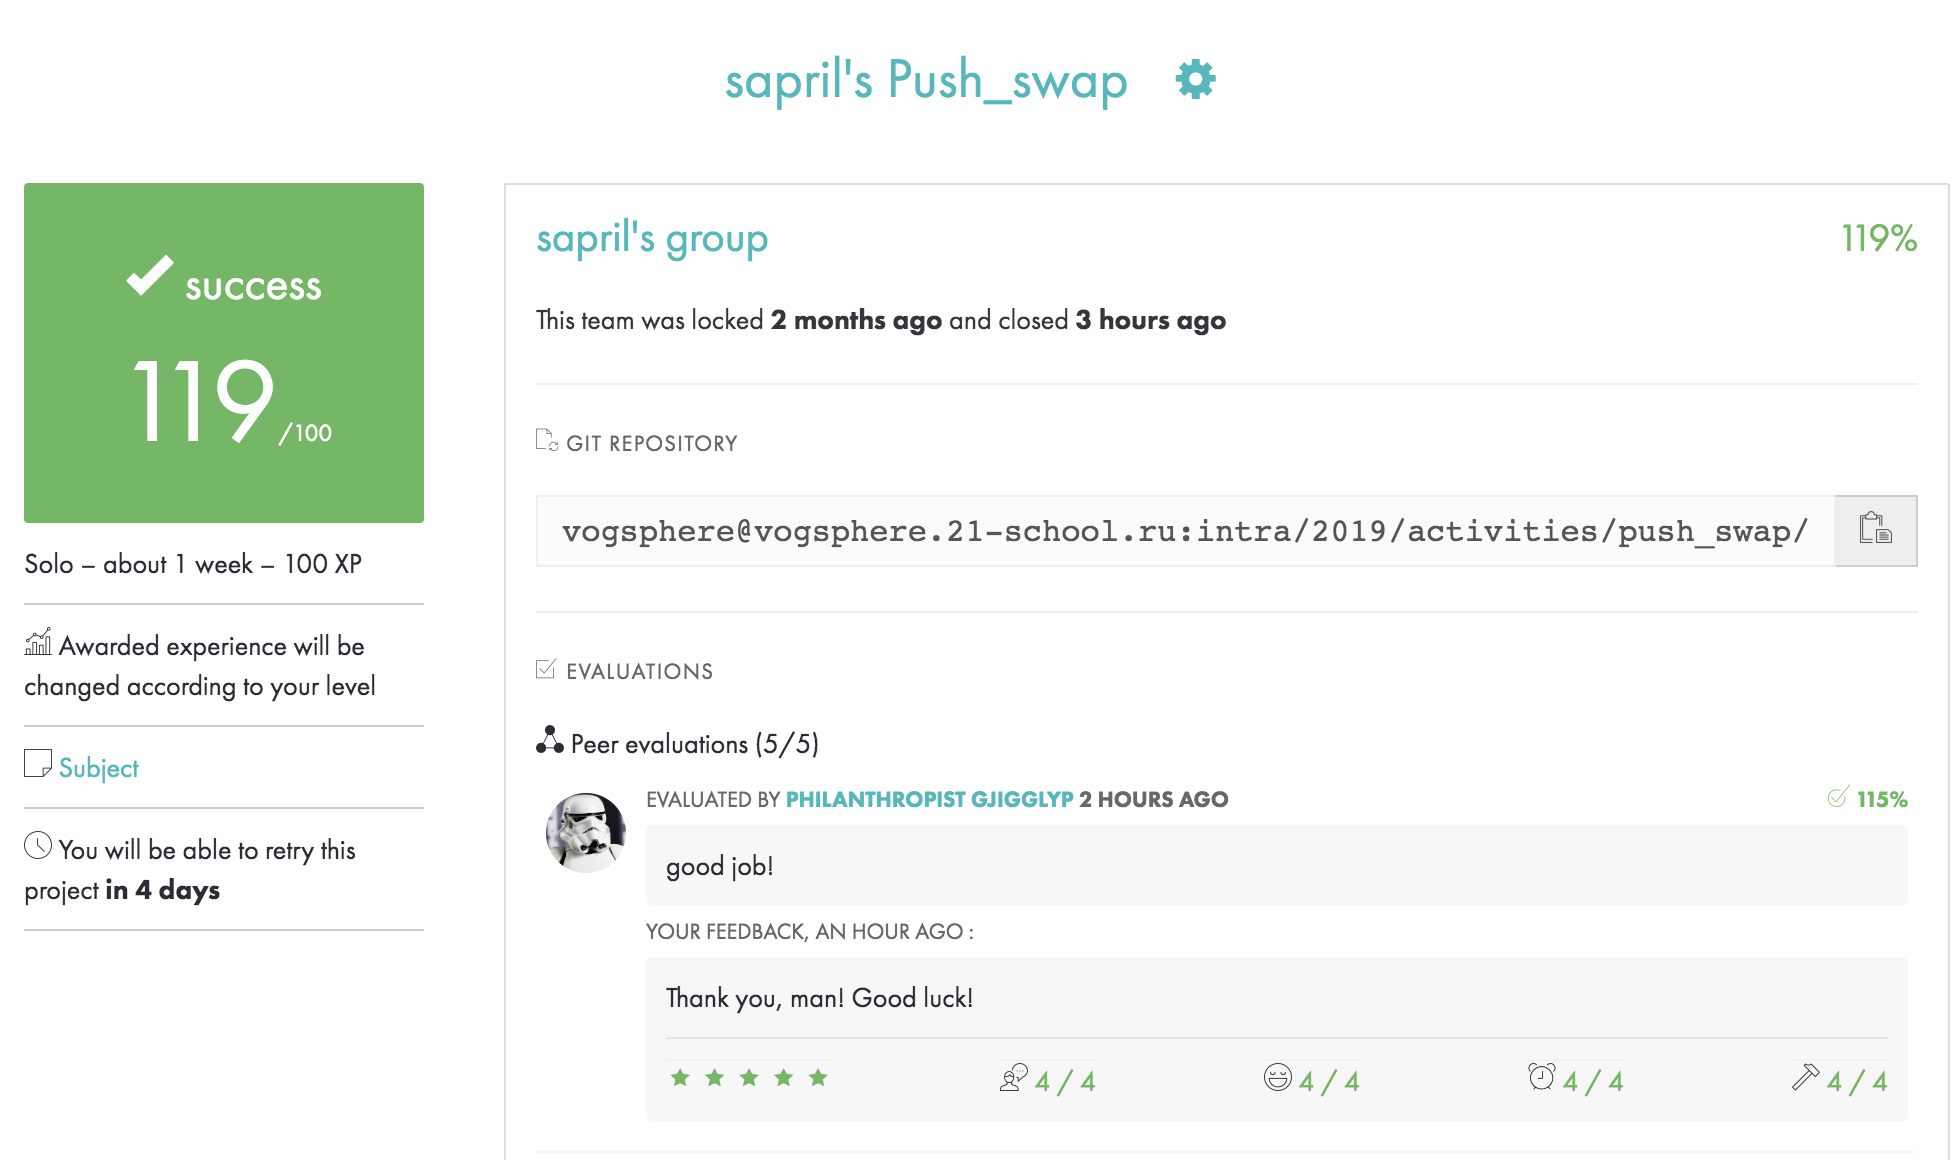 sapril's Push_swap
success
119/100
Solo – about 1 week – 100 XP
Awarded experience will be
changed according to your level
Subject
You will be able to retry this
project in 4 days
sapril's group
119%
This team was locked 2 months ago and closed 3 hours ago
GIT REPOSITORY
vogsphere@vogsphere.21-school.ru:intra/2019/activities/push_swap/
EVALUATIONS
Peer evaluations (5/5)
EVALUATED BY PHILANTHROPIST GJIGGLYP 2 HOURS AGO
115%
good job!
YOUR FEEDBACK, AN HOUR AGO :
Thank you, man! Good luck!
4 / 4
4 / 4
4 / 4
4 / 4